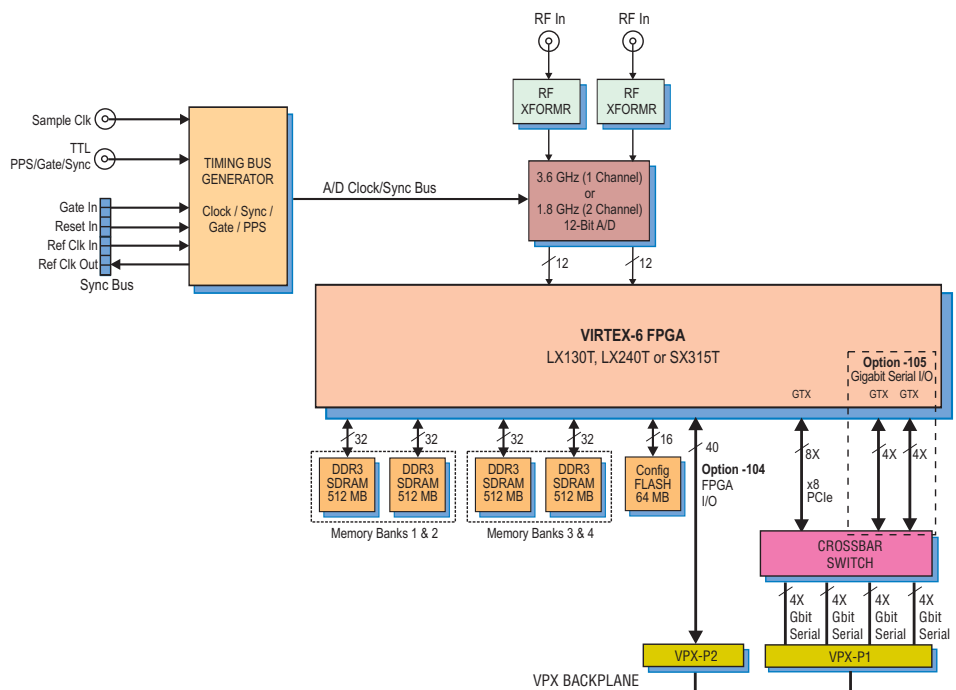 RF In
RF In
RF
XFORMR
RF
XFORMR
Sample Clk
TTL
PPS/Gate/Sync
TIMING BUS
GENERATOR
Clock / Sync /
Gate / PPS
A/D Clock/Sync Bus
3.6 GHz (1 Channel)
or
1.8 GHz (2 Channel)
12-Bit A/D
Gate In
Reset In
Ref Clk In
Ref Clk Out
Sync Bus
12
12
VIRTEX-6 FPGA
LX130T, LX240T or SX315T
Option -105
Gigabit Serial I/O
GTX
GTX
GTX
32
32
32
32
16
40
8X
4X
4X
DDR3
SDRAM
512 MB
DDR3
SDRAM
512 MB
DDR3
SDRAM
512 MB
DDR3
SDRAM
512 MB
Config
FLASH
64 MB
Option -104
FPGA
I/O
x8
PCIe
Memory Banks 1 & 2
Memory Banks 3 & 4
CROSSBAR
SWITCH
4X
Gbit
Serial
4X
Gbit
Serial
4X
Gbit
Serial
4X
Gbit
Serial
VPX-P2
VPX-P1
VPX BACKPLANE